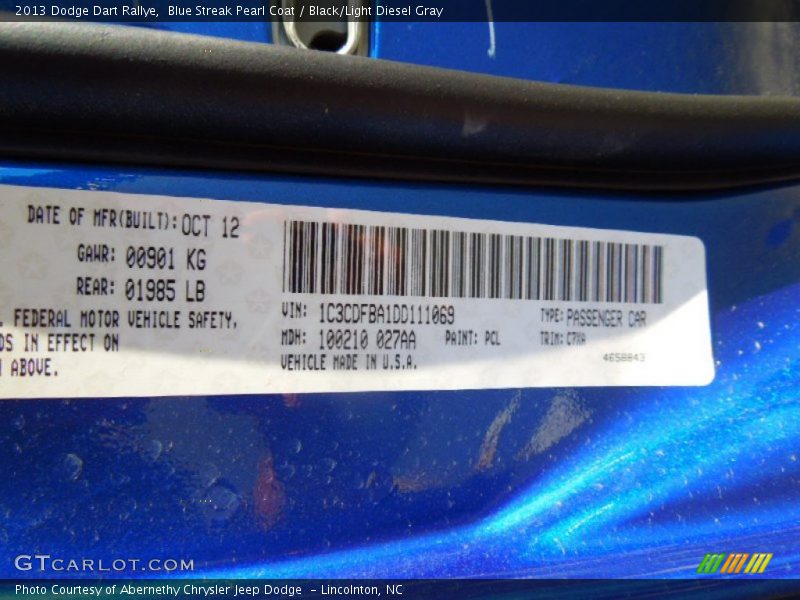 2013 Dodge Dart Rallye,  Blue Streak Pearl Coat / Black/Light Diesel Gray
DATE OF MFR(BUILT): OCT 12
GAWR: 00901 KG
REAR: 01985 LB
FEDERAL MOTOR VEHICLE SAFETY,
DS IN EFFECT ON
ABOVE.
VIN: 1C3CDFBA1DD111069 TYPE: PASSENGER CAR
MDH: 100210 027AA PAINT: PCL TRIM: C7XA
VEHICLE MADE IN U.S.A. 4658843
GTCARLOT.COM
Photo Courtesy of Abernethy Chrysler Jeep Dodge  – Lincolnton, NC